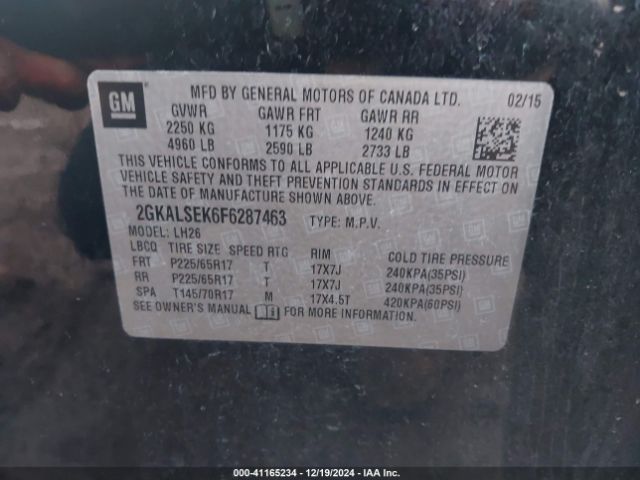 GM
MFD BY GENERAL MOTORS OF CANADA LTD. 02/15
GVWR GAWR FRT GAWR RR
2250 KG 1175 KG 1240 KG
4960 LB 2590 LB 2733 LB
THIS VEHICLE CONFORMS TO ALL APPLICABLE U.S. FEDERAL MOTOR
VEHICLE SAFETY AND THEFT PREVENTION STANDARDS IN EFFECT ON
THE DATE OF MANUFACTURE SHOWN ABOVE.
2GKALSEK6F6287463 TYPE: M.P.V.
MODEL: LH26
LBCQ TIRE SIZE SPEED RTG RIM COLD TIRE PRESSURE
FRT P225/65R17 T 17X7J 240KPA(35PSI)
RR P225/65R17 T 17X7J 240KPA(35PSI)
SPA T145/70R17 M 17X4.5T 420KPA(60PSI)
SEE OWNER'S MANUAL FOR MORE INFORMATION.
000-41165234 - 12/19/2024 - IAA Inc.